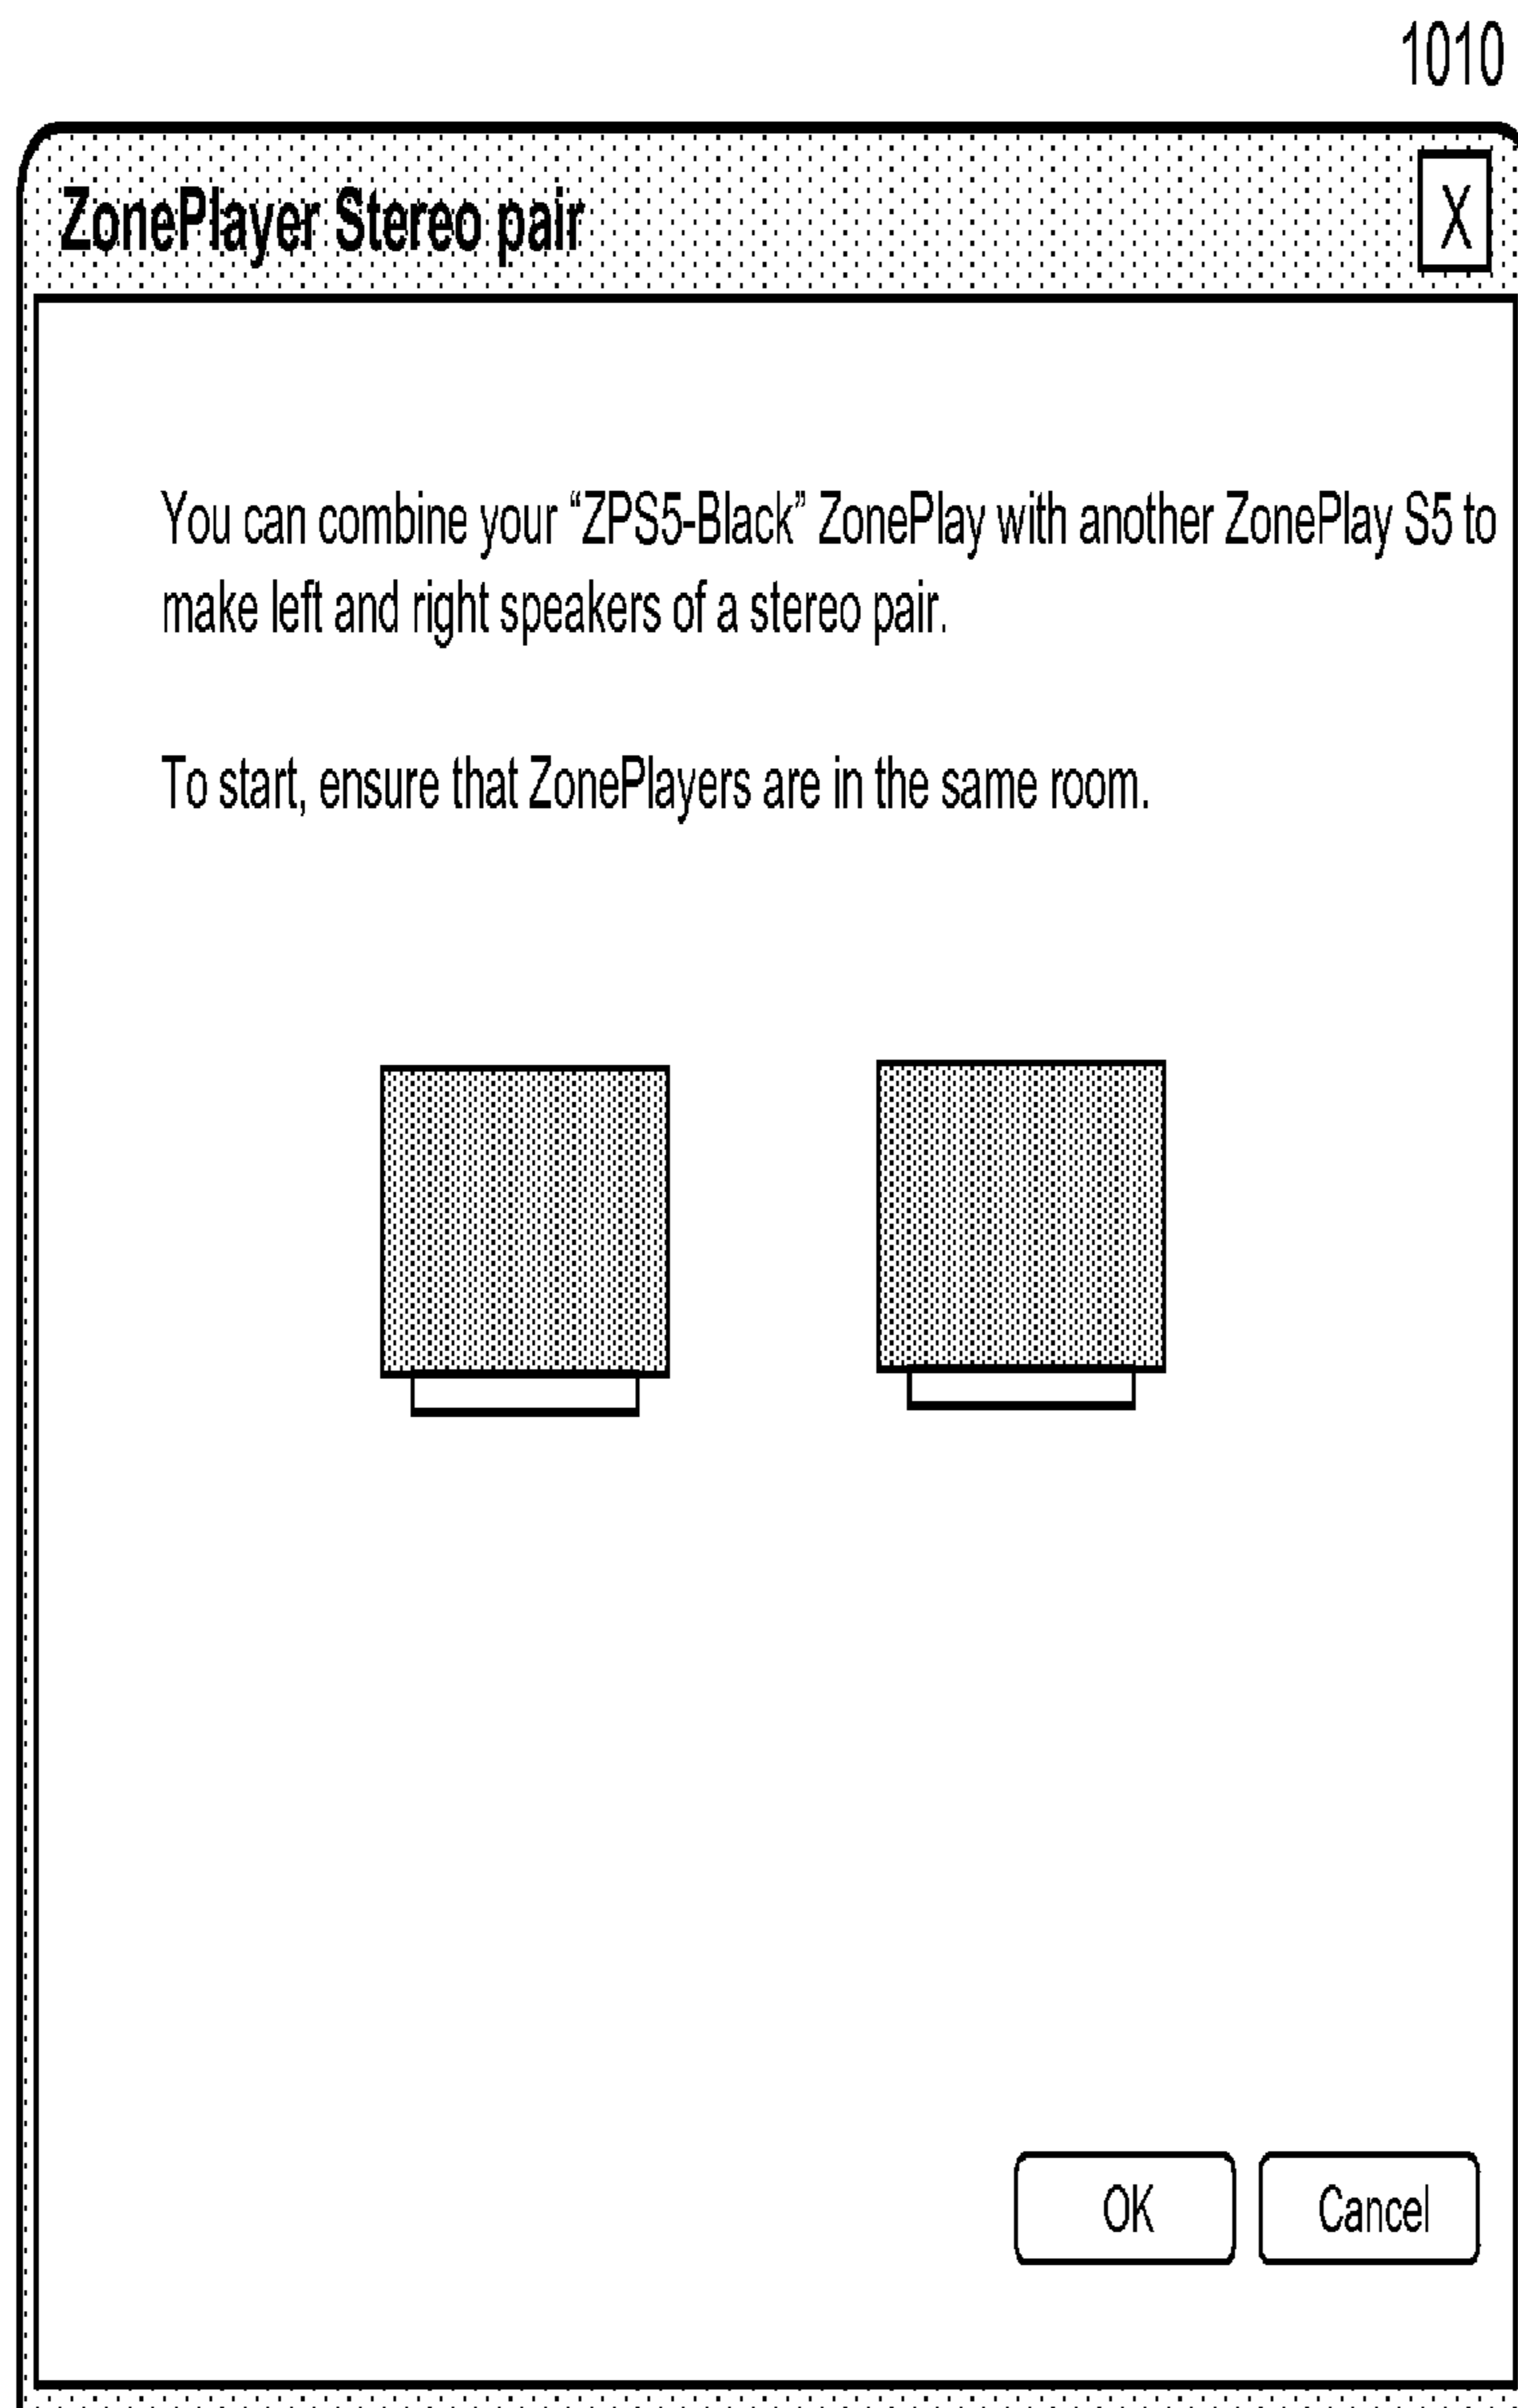 1010
ZonePlayer Stereo pair
X
You can combine your “ZPS5-Black” ZonePlay with another ZonePlay S5 to
make left and right speakers of a stereo pair.
To start, ensure that ZonePlayers are in the same room.
OK
Cancel